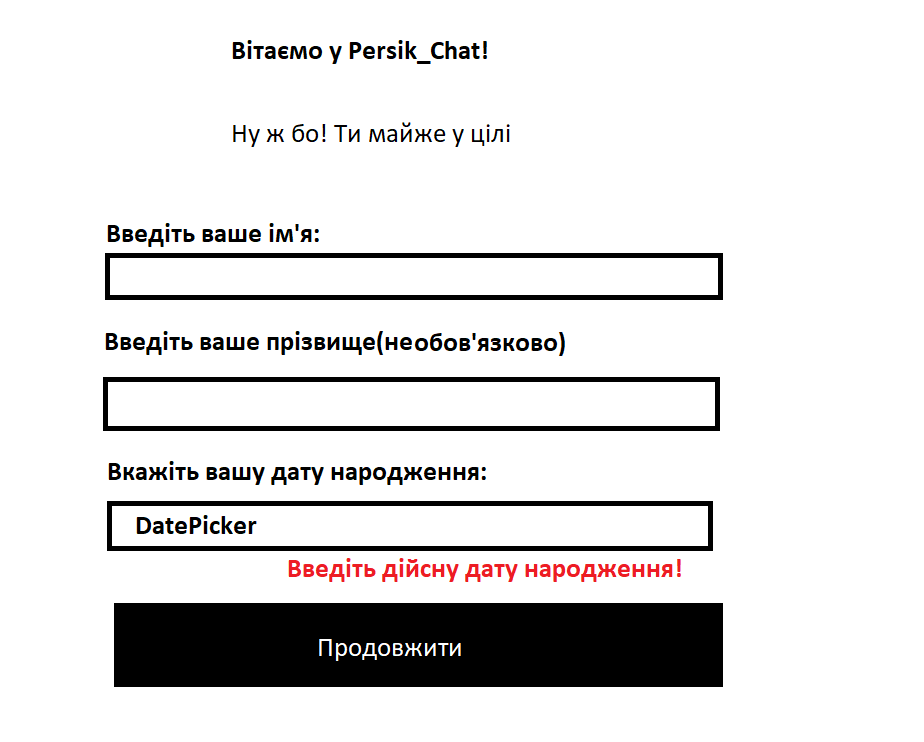 Вітаємо у Persik_Chat!
Ну ж бо! Ти майже у цілі
Введіть ваше ім'я:
Введіть ваше прізвище(необов'язково)
Вкажіть вашу дату народження:
DatePicker
Введіть дійсну дату народження!
Продовжити